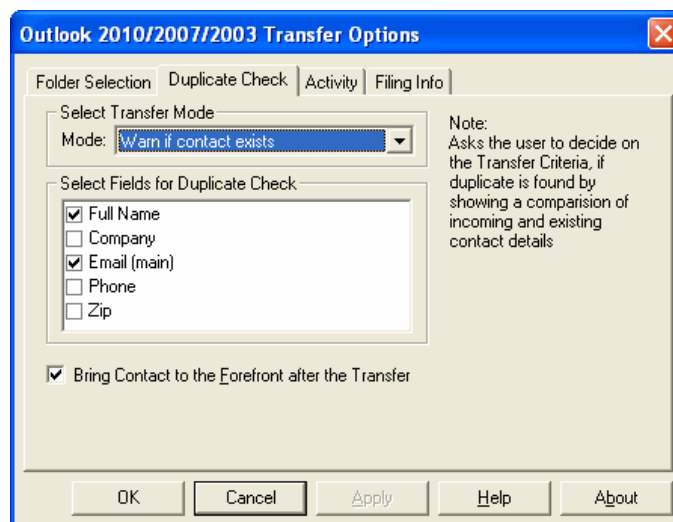 Outlook 2010/2007/2003 Transfer Options
Folder Selection Duplicate Check Activity Filing Info
Select Transfer Mode
Mode: Warn if contact exists
Note:
Asks the user to decide on
the Transfer Criteria, if
duplicate is found by
showing a comparision of
incoming and existing
contact details
Select Fields for Duplicate Check
Full Name
Company
Email (main)
Phone
Zip
Bring Contact to the Forefront after the Transfer
OK Cancel Apply Help About